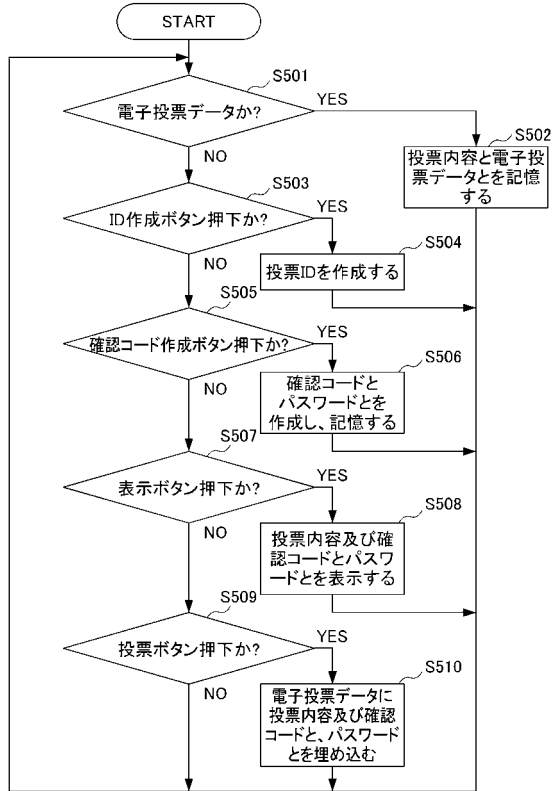 START
S501
電子投票データか?
YES
NO
S502
投票内容と電子投
票データとを記憶
する
S503
ID作成ボタン押下か?
YES
NO
S504
投票IDを作成する
S505
確認コード作成ボタン押下か?
YES
NO
S506
確認コードと
パスワードとを
作成し、記憶する
S507
表示ボタン押下か?
YES
NO
S508
投票内容及び確
認コードとパスワ
ードとを表示する
S509
投票ボタン押下か?
YES
NO
S510
電子投票データに
投票内容及び確認
コードと、パスワード
とを埋め込む